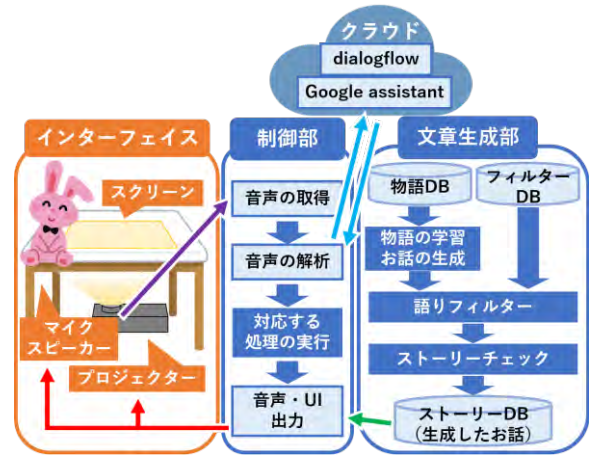 クラウド
dialogflow
Google assistant
インターフェイス
スクリーン
マイク
スピーカー
プロジェクター
制御部
音声の取得
音声の解析
対応する
処理の実行
音声・UI
出力
文章生成部
物語DB
フィルター
DB
物語の学習
お話の生成
語りフィルター
ストーリーチェック
ストーリーDB
(生成したお話)